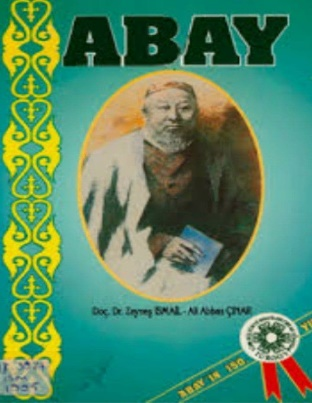 ABAY
Doç. Dr. Zeyneş İSMAİL - Ali Abbas ÇINAR
ABAY IN 150